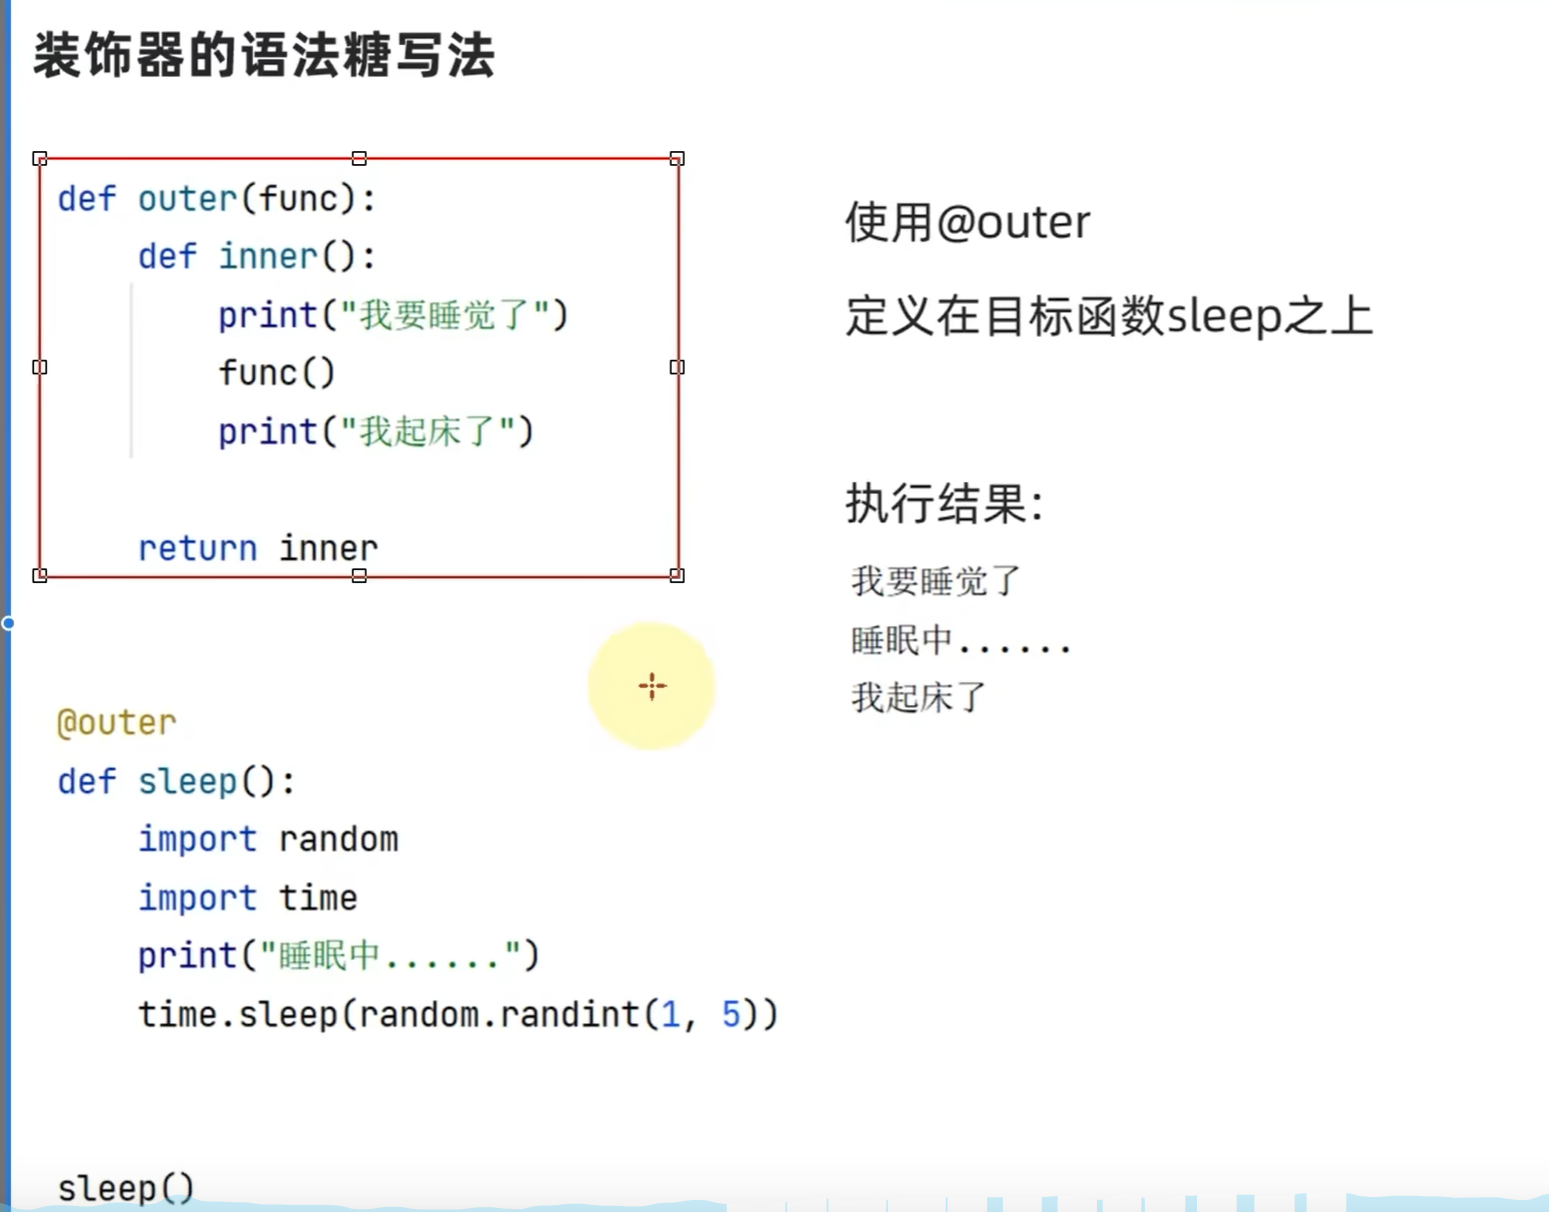 装饰器的语法糖写法
def outer(func):
    def inner():
        print("我要睡觉了")
        func()
        print("我起床了")
    return inner
@outer
def sleep():
    import random
    import time
    print("睡眠中......")
    time.sleep(random.randint(1, 5))
sleep()
使用@outer
定义在目标函数sleep之上
执行结果:
我要睡觉了
睡眠中......
我起床了